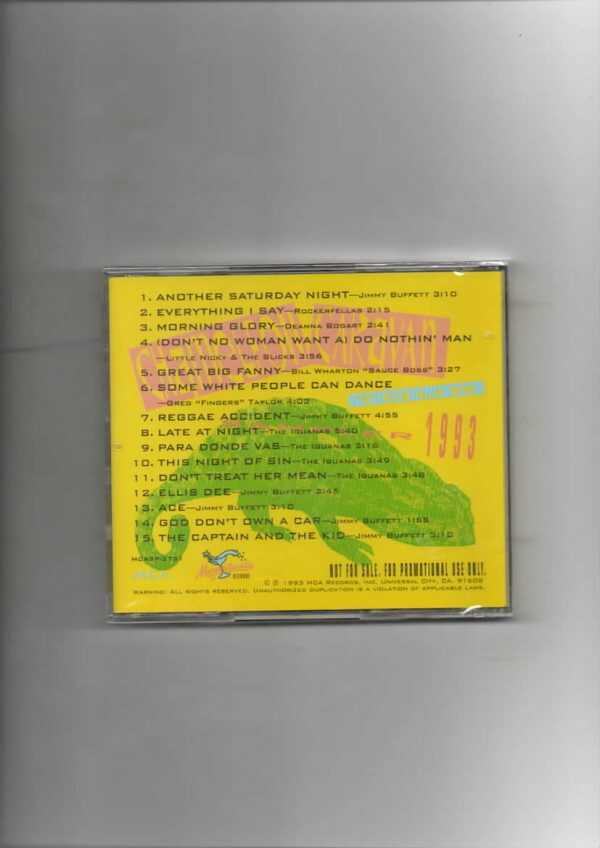 1. ANOTHER SATURDAY NIGHT—JIMMY BUFFETT 3:10
2. EVERYTHING I SAY—ROCKERFELLAS 2:15
3. MORNING GLORY—DEANNA BOGART 2:41
4. (DON'T NO WOMAN WANT A) DO NOTHIN' MAN
—LITTLE NICKY & THE SLICKS 3:56
5. GREAT BIG FANNY—BILL WHARTON "SAUCE BOSS" 3:27
6. SOME WHITE PEOPLE CAN DANCE
—GREG "FINGERS" TAYLOR 4:02
7. REGGAE ACCIDENT—JIMMY BUFFETT 4:55
8. LATE AT NIGHT—THE IGUANAS 5:40
9. PARA DONDE VAS—THE IGUANAS 3:16
1993
10. THIS NIGHT OF SIN—THE IGUANAS 3:49
11. DON'T TREAT HER MEAN—THE IGUANAS 3:48
12. ELLIS DEE—JIMMY BUFFETT 3:45
13. ACE—JIMMY BUFFETT 3:10
14. GOD DON'T OWN A CAR—JIMMY BUFFETT 1:55
15. THE CAPTAIN AND THE KID—JIMMY BUFFETT 3:10
MCA
Margaritaville
RECORDS
NOT FOR SALE. FOR PROMOTIONAL USE ONLY.
© ℗ 1993 MCA RECORDS, INC. UNIVERSAL CITY, CA. 91608
WARNING: ALL RIGHTS RESERVED. UNAUTHORIZED DUPLICATION IS A VIOLATION OF APPLICABLE LAWS.